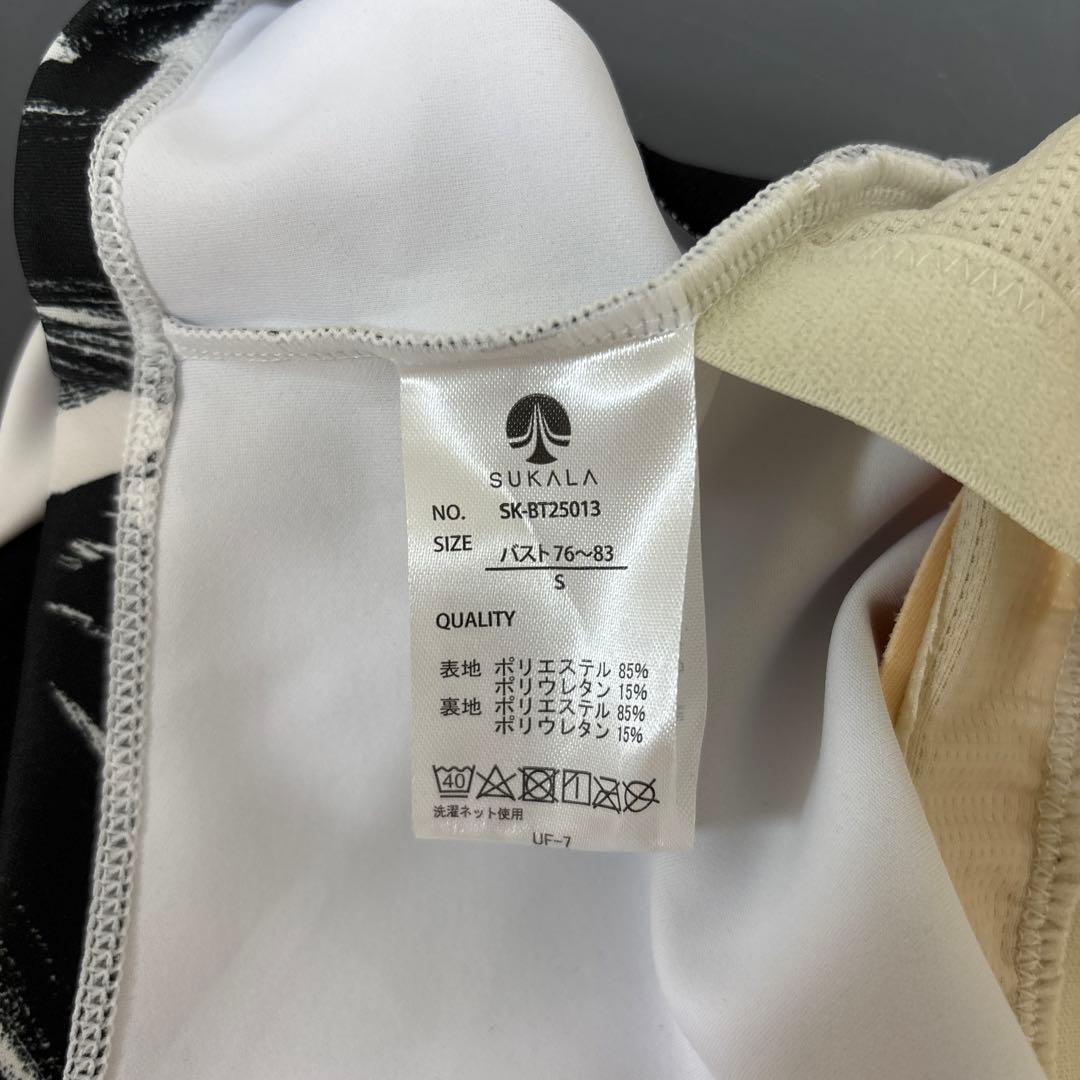 SUKALA
NO. SK-BT25013
SIZE バスト76～83
S
QUALITY
表地 ポリエステル 85%
ポリウレタン 15%
裏地 ポリエステル 85%
ポリウレタン 15%
40
洗濯ネット使用
UF-7